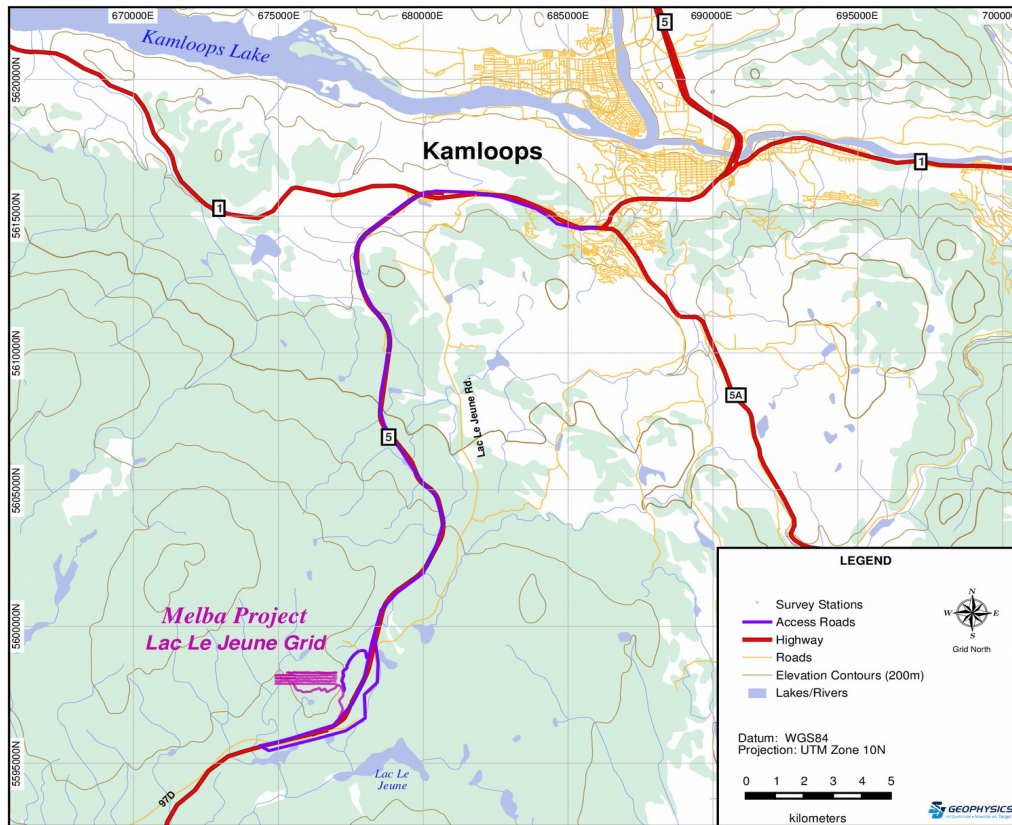 670000E
675000E
680000E
685000E
690000E
695000E
70000
5
Kamloops Lake
5620000N
Kamloops
1
1
5615000N
5610000N
Lac Le Jeune Rd.
5A
5
5605000N
Melba Project
Lac Le Jeune Grid
5600000N
5595000N
Lac Le
Jeune
97D
LEGEND
Survey Stations
Access Roads
Highway
Roads
Elevation Contours (200m)
Lakes/Rivers
N
W E
S
Grid North
Datum: WGS84
Projection: UTM Zone 10N
0 1 2 3 4 5
kilometers
GEOPHYSICS